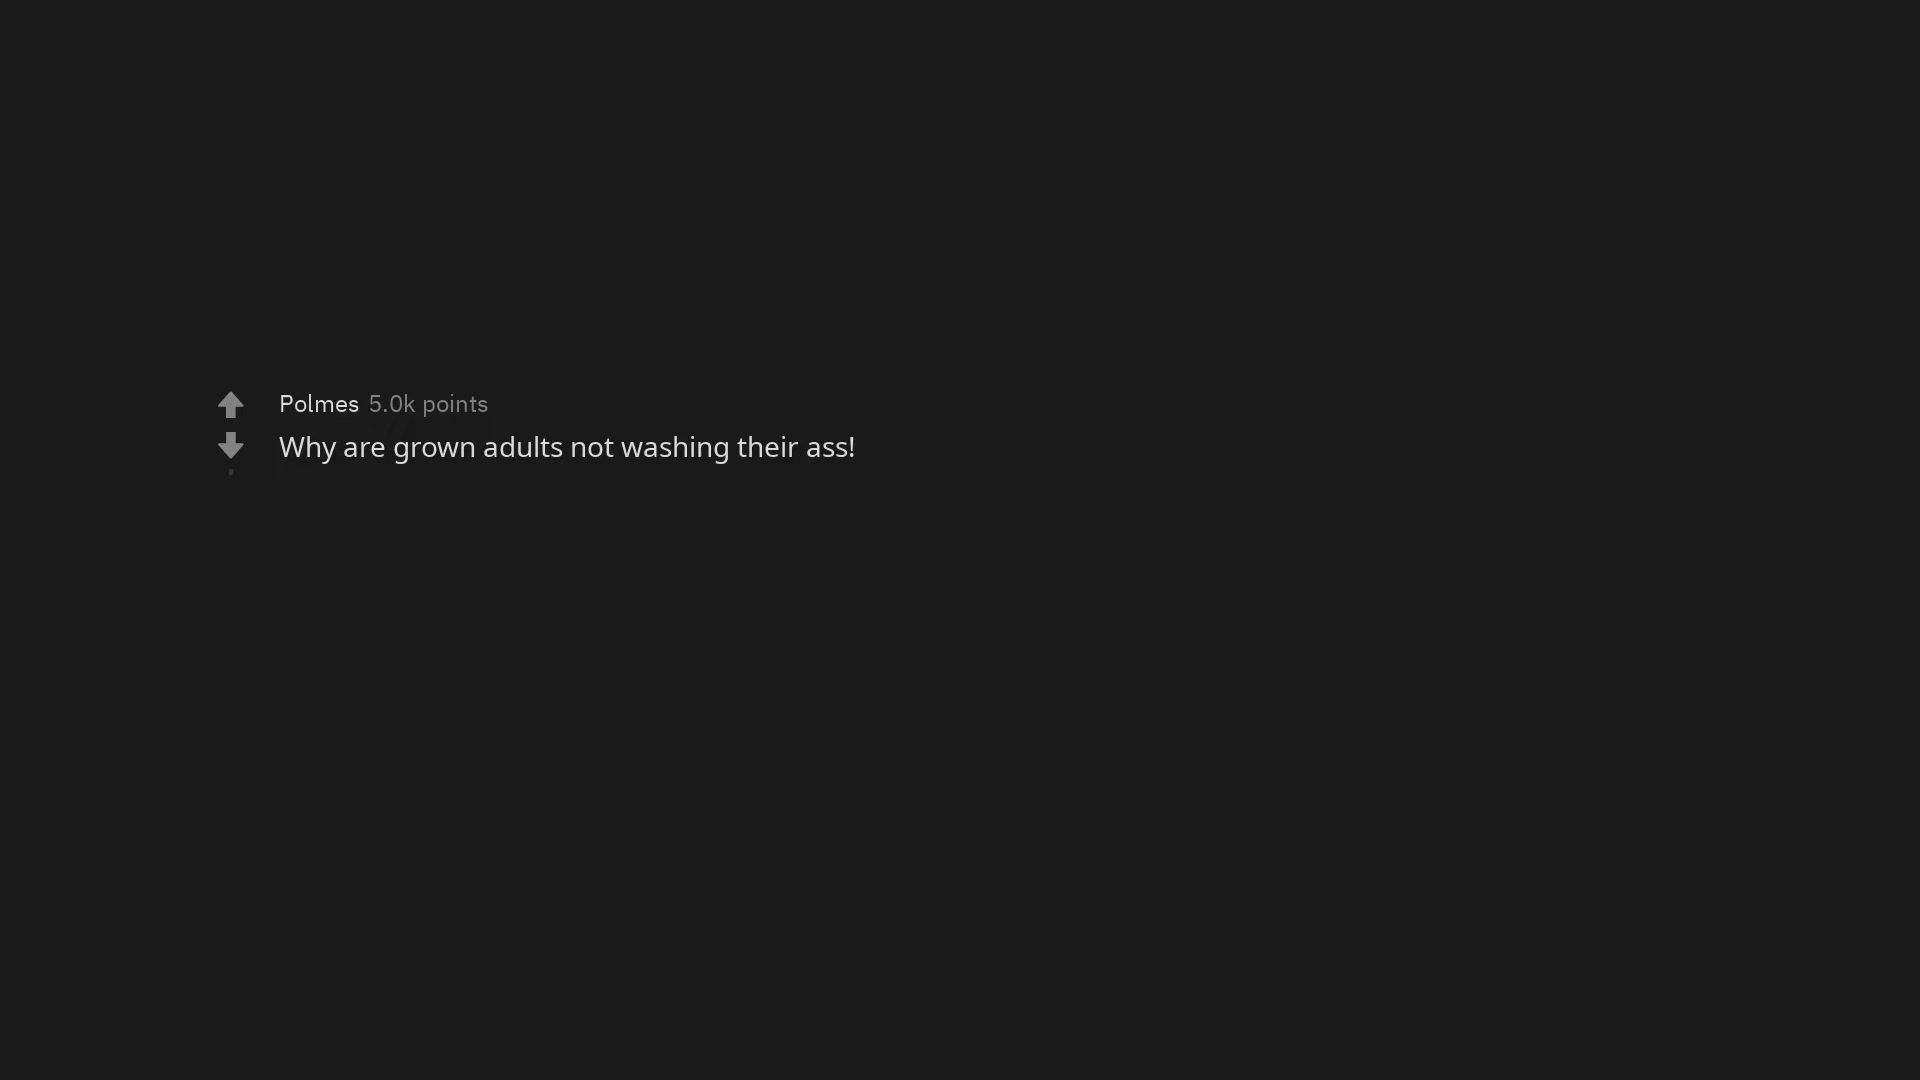 Polmes 5.0k points
Why are grown adults not washing their ass!